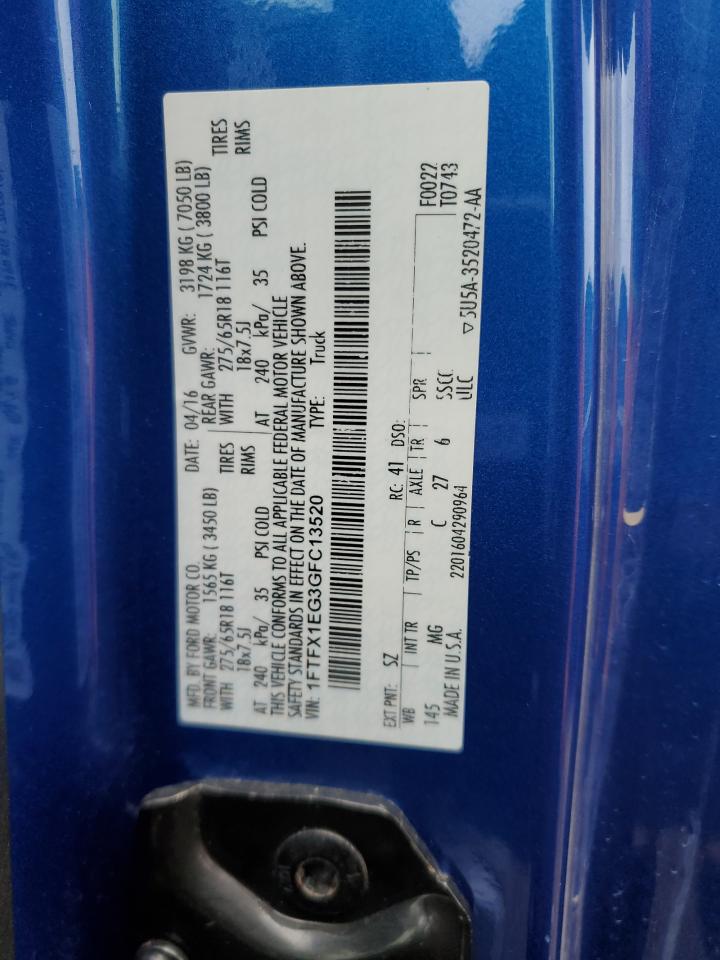 MFD. BY FORD MOTOR CO. DATE: 04/16 GVWR: 3198 KG ( 7050 LB)
FRONT GAWR: 1565 KG (3450 LB) REAR GAWR: 1724 KG ( 3800 LB)
WITH 275/65R18 116T TIRES WITH 275/65R18 116T TIRES
18x7.5J RIMS 18x7.5J RIMS
AT 240 kPa/ 35 PSI COLD AT 240 kPa/ 35 PSI COLD
THIS VEHICLE CONFORMS TO ALL APPLICABLE FEDERAL MOTOR VEHICLE
SAFETY STANDARDS IN EFFECT ON THE DATE OF MANUFACTURE SHOWN ABOVE.
VIN: 1FTFX1EG3GFC13520 TYPE: Truck
EXT PNT: SZ RC: 41 DSO:
WB INT TR TP/PS R AXLE TR SPR F0022
145 MG C 27 6 SSCC T0743
MADE IN U.S.A. 2201604290964 ULC ▽5U5A-3520472-AA